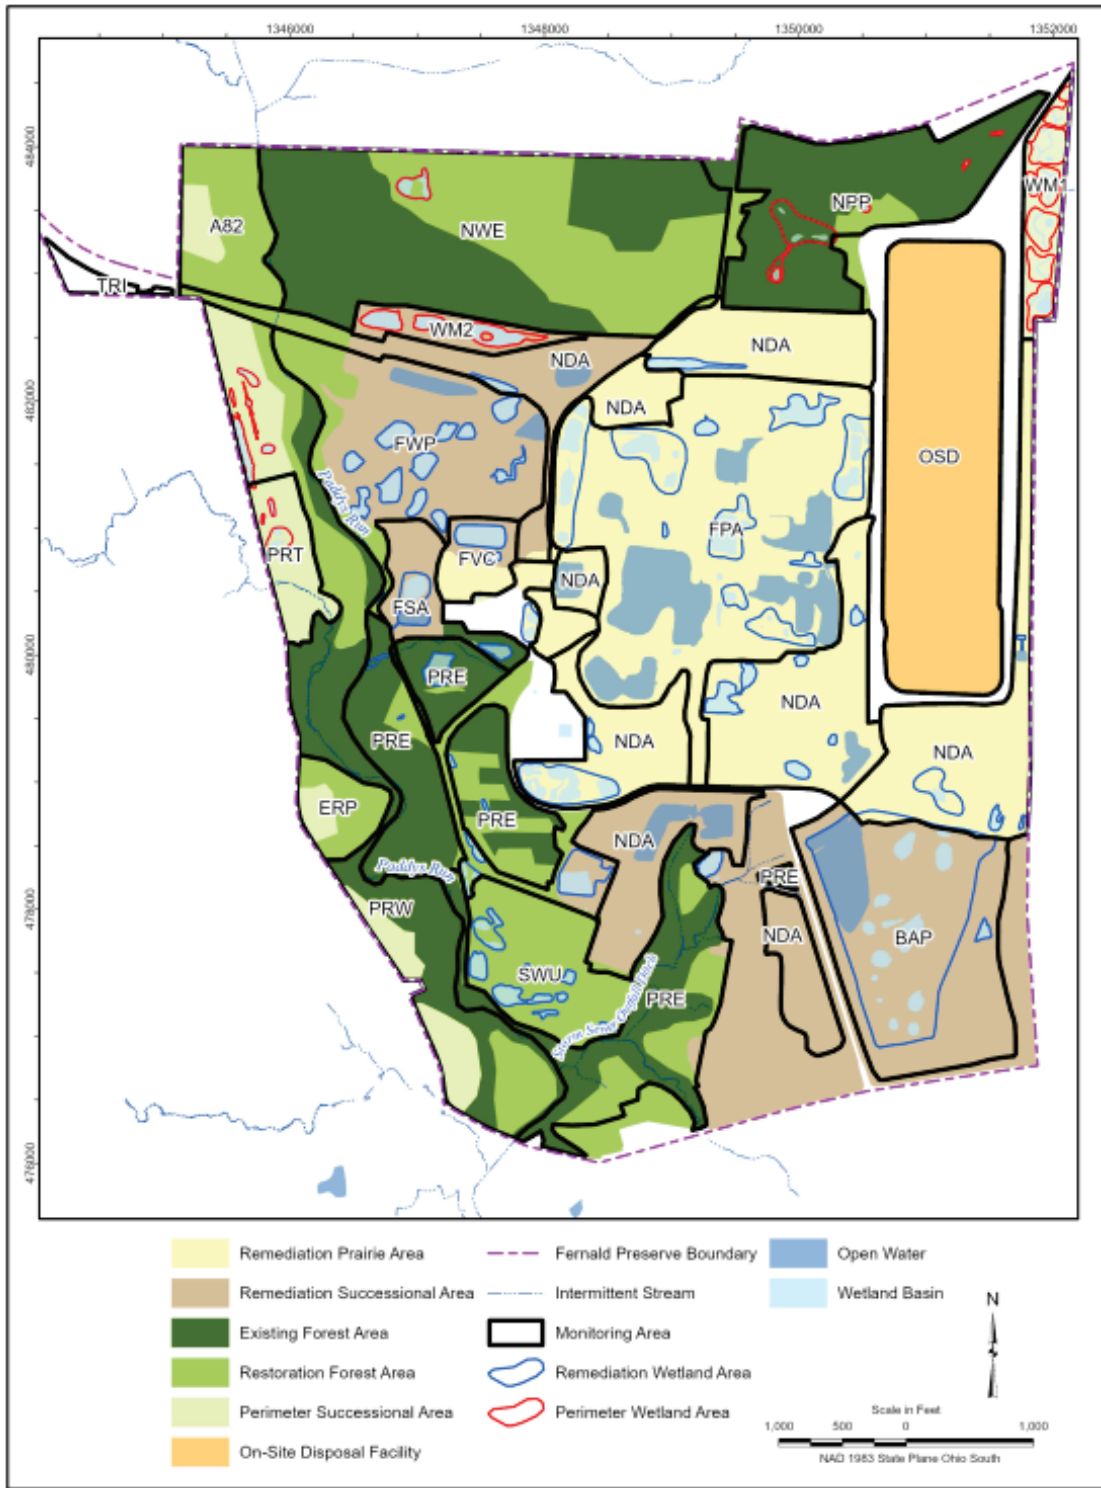 1346000 1348000 1350000 1352000
484000
482000
480000
478000
476000
A82
NWE
NPP
WM1
TRI
WM2
NDA
NDA
NDA
FWP
OSD
Paddys Run
FPA
PRT
FVC
NDA
FSA
PRE
PRE
NDA
NDA
NDA
ERP
PRE
NDA
Paddys Run
PRE
PRW
NDA
BAP
SWU
PRE
Storm Sewer Outfall Ditch
Remediation Prairie Area
Remediation Successional Area
Existing Forest Area
Restoration Forest Area
Perimeter Successional Area
On-Site Disposal Facility
Fernald Preserve Boundary
Intermittent Stream
Monitoring Area
Remediation Wetland Area
Perimeter Wetland Area
Open Water
Wetland Basin
N
Scale in Feet
1,000 500 0 1,000
NAD 1983 State Plane Ohio South